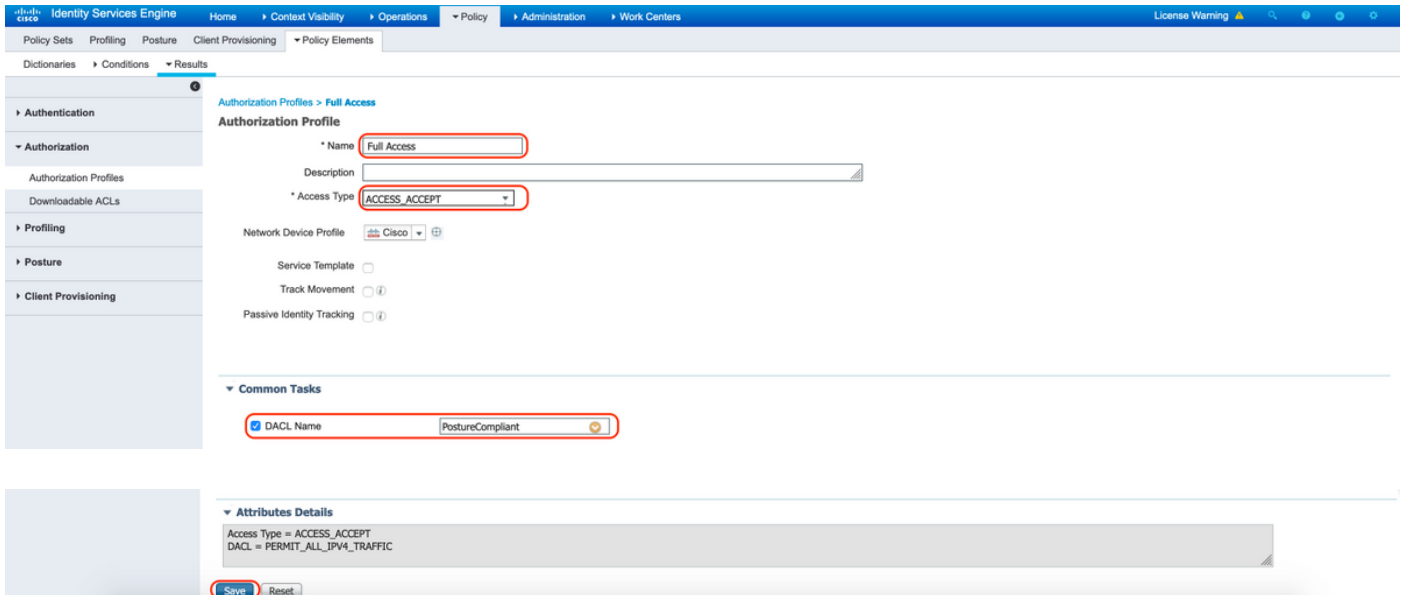 cisco Identity Services Engine Home Context Visibility Operations Policy Administration Work Centers License Warning
Policy Sets Profiling Posture Client Provisioning Policy Elements
Dictionaries Conditions Results
Authentication
Authorization
Authorization Profiles
Downloadable ACLs
Profiling
Posture
Client Provisioning
Authorization Profiles > Full Access
Authorization Profile
* Name Full Access
Description
* Access Type ACCESS_ACCEPT
Network Device Profile Cisco
Service Template
Track Movement i
Passive Identity Tracking i
Common Tasks
DACL Name PostureCompliant
Attributes Details
Access Type = ACCESS_ACCEPT
DACL = PERMIT_ALL_IPV4_TRAFFIC
Save Reset